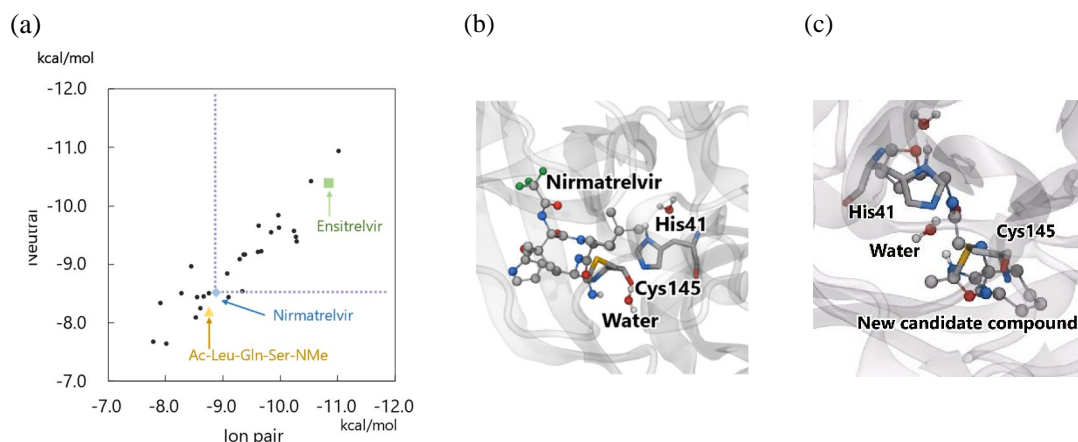 (a)
(b)
(c)
kcal/mol
-12.0
-11.0
-10.0
-9.0
-8.0
-7.0
Neutral
Ensitrelvir
Nirmatrelvir
Ac-Leu-Gln-Ser-NMe
-7.0 -8.0 -9.0 -10.0 -11.0 -12.0
kcal/mol
Ion pair
Nirmatrelvir
His41
Cys145
Water
His41
Water
Cys145
New candidate compound